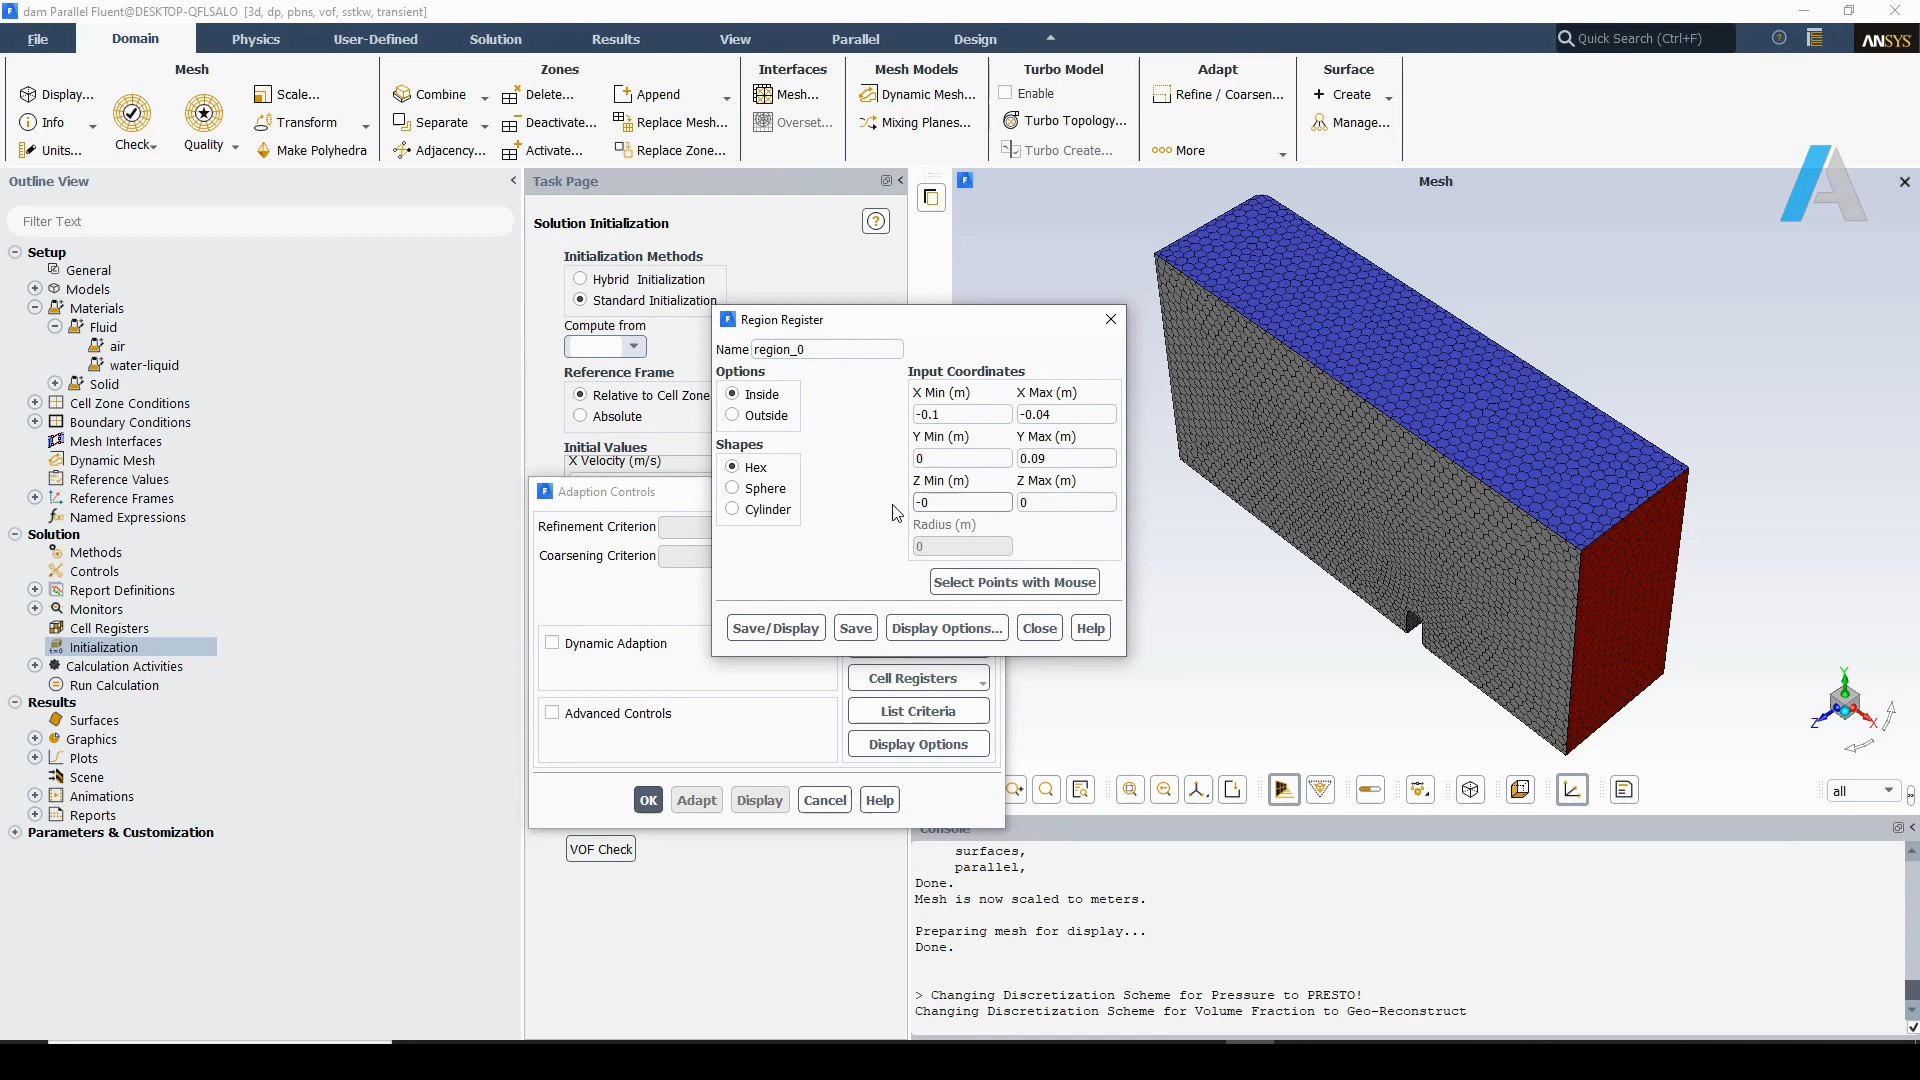 dam Parallel Fluent@DESKTOP-QFLSALO [3d, dp, pbns, vof, sstkw, transient]
File Domain Physics User-Defined Solution Results View Parallel Design Quick Search (Ctrl+F) ANSYS
Mesh Zones Interfaces Mesh Models Turbo Model Adapt Surface
Display... Scale... Combine Delete... Append Mesh... Dynamic Mesh... Enable Refine / Coarsen... Create
Info Transform Separate Deactivate... Replace Mesh... Overset... Mixing Planes... Turbo Topology... Manage...
Units... Check Quality Make Polyhedra Adjacency... Activate... Replace Zone... Turbo Create... More
Outline View
Filter Text
Setup
General
Models
Materials
Fluid
air
water-liquid
Solid
Cell Zone Conditions
Boundary Conditions
Mesh Interfaces
Dynamic Mesh
Reference Values
Reference Frames
Named Expressions
Solution
Methods
Controls
Report Definitions
Monitors
Cell Registers
Initialization
Calculation Activities
Run Calculation
Results
Surfaces
Graphics
Plots
Scene
Animations
Reports
Parameters & Customization
Task Page
Solution Initialization
Initialization Methods
Hybrid Initialization
Standard Initialization
Compute from
Reference Frame
Relative to Cell Zone
Absolute
Initial Values
X Velocity (m/s)
VOF Check
Adaption Controls
Refinement Criterion
Coarsening Criterion
Dynamic Adaption
Advanced Controls
Cell Registers
List Criteria
Display Options
OK Adapt Display Cancel Help
Region Register
Name region_0
Options
Inside
Outside
Shapes
Hex
Sphere
Cylinder
Input Coordinates
X Min (m) X Max (m)
-0.1 -0.04
Y Min (m) Y Max (m)
0 0.09
Z Min (m) Z Max (m)
-0 0
Radius (m)
0
Select Points with Mouse
Save/Display Save Display Options... Close Help
Mesh
Y
Z X
all
Console
surfaces,
parallel,
Done.
Mesh is now scaled to meters.
Preparing mesh for display...
Done.
> Changing Discretization Scheme for Pressure to PRESTO!
Changing Discretization Scheme for Volume Fraction to Geo-Reconstruct